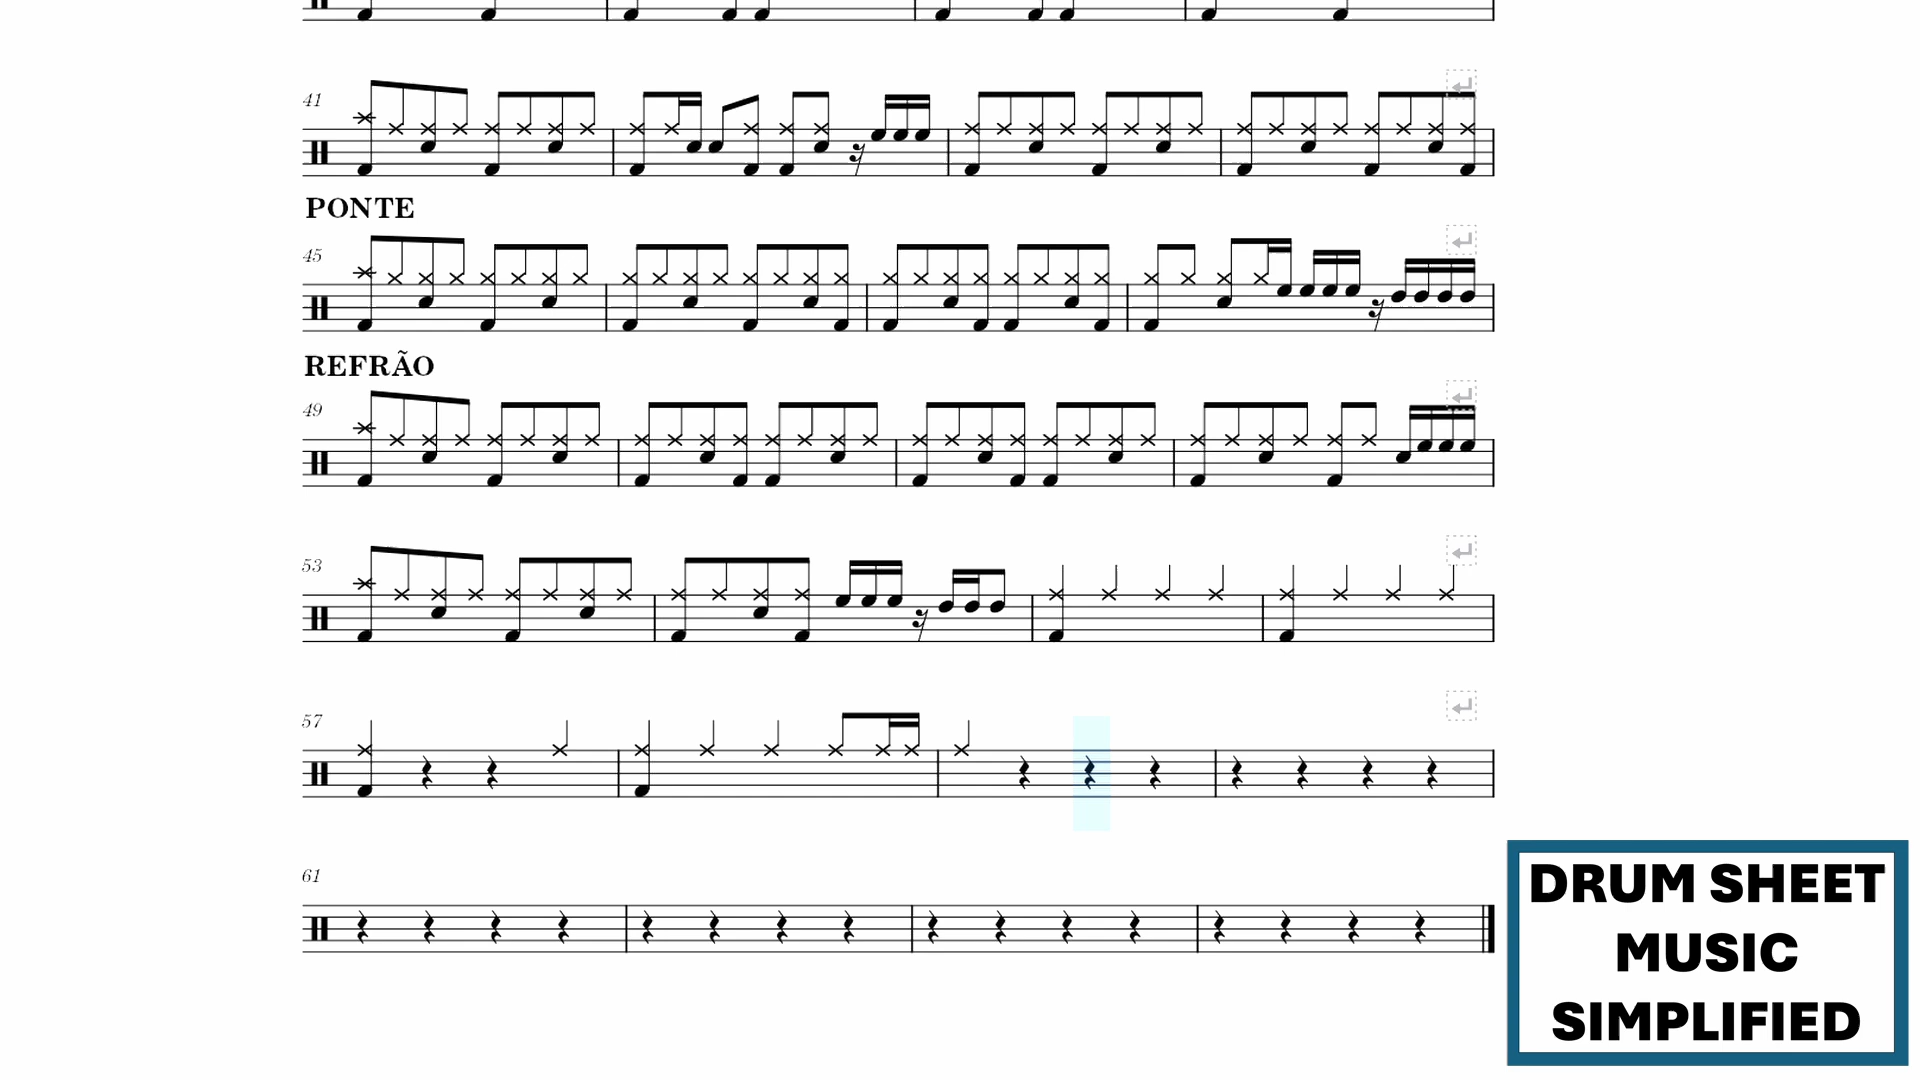 41
PONTE
45
REFRÃO
49
53
57
61
DRUM SHEET
MUSIC
SIMPLIFIED